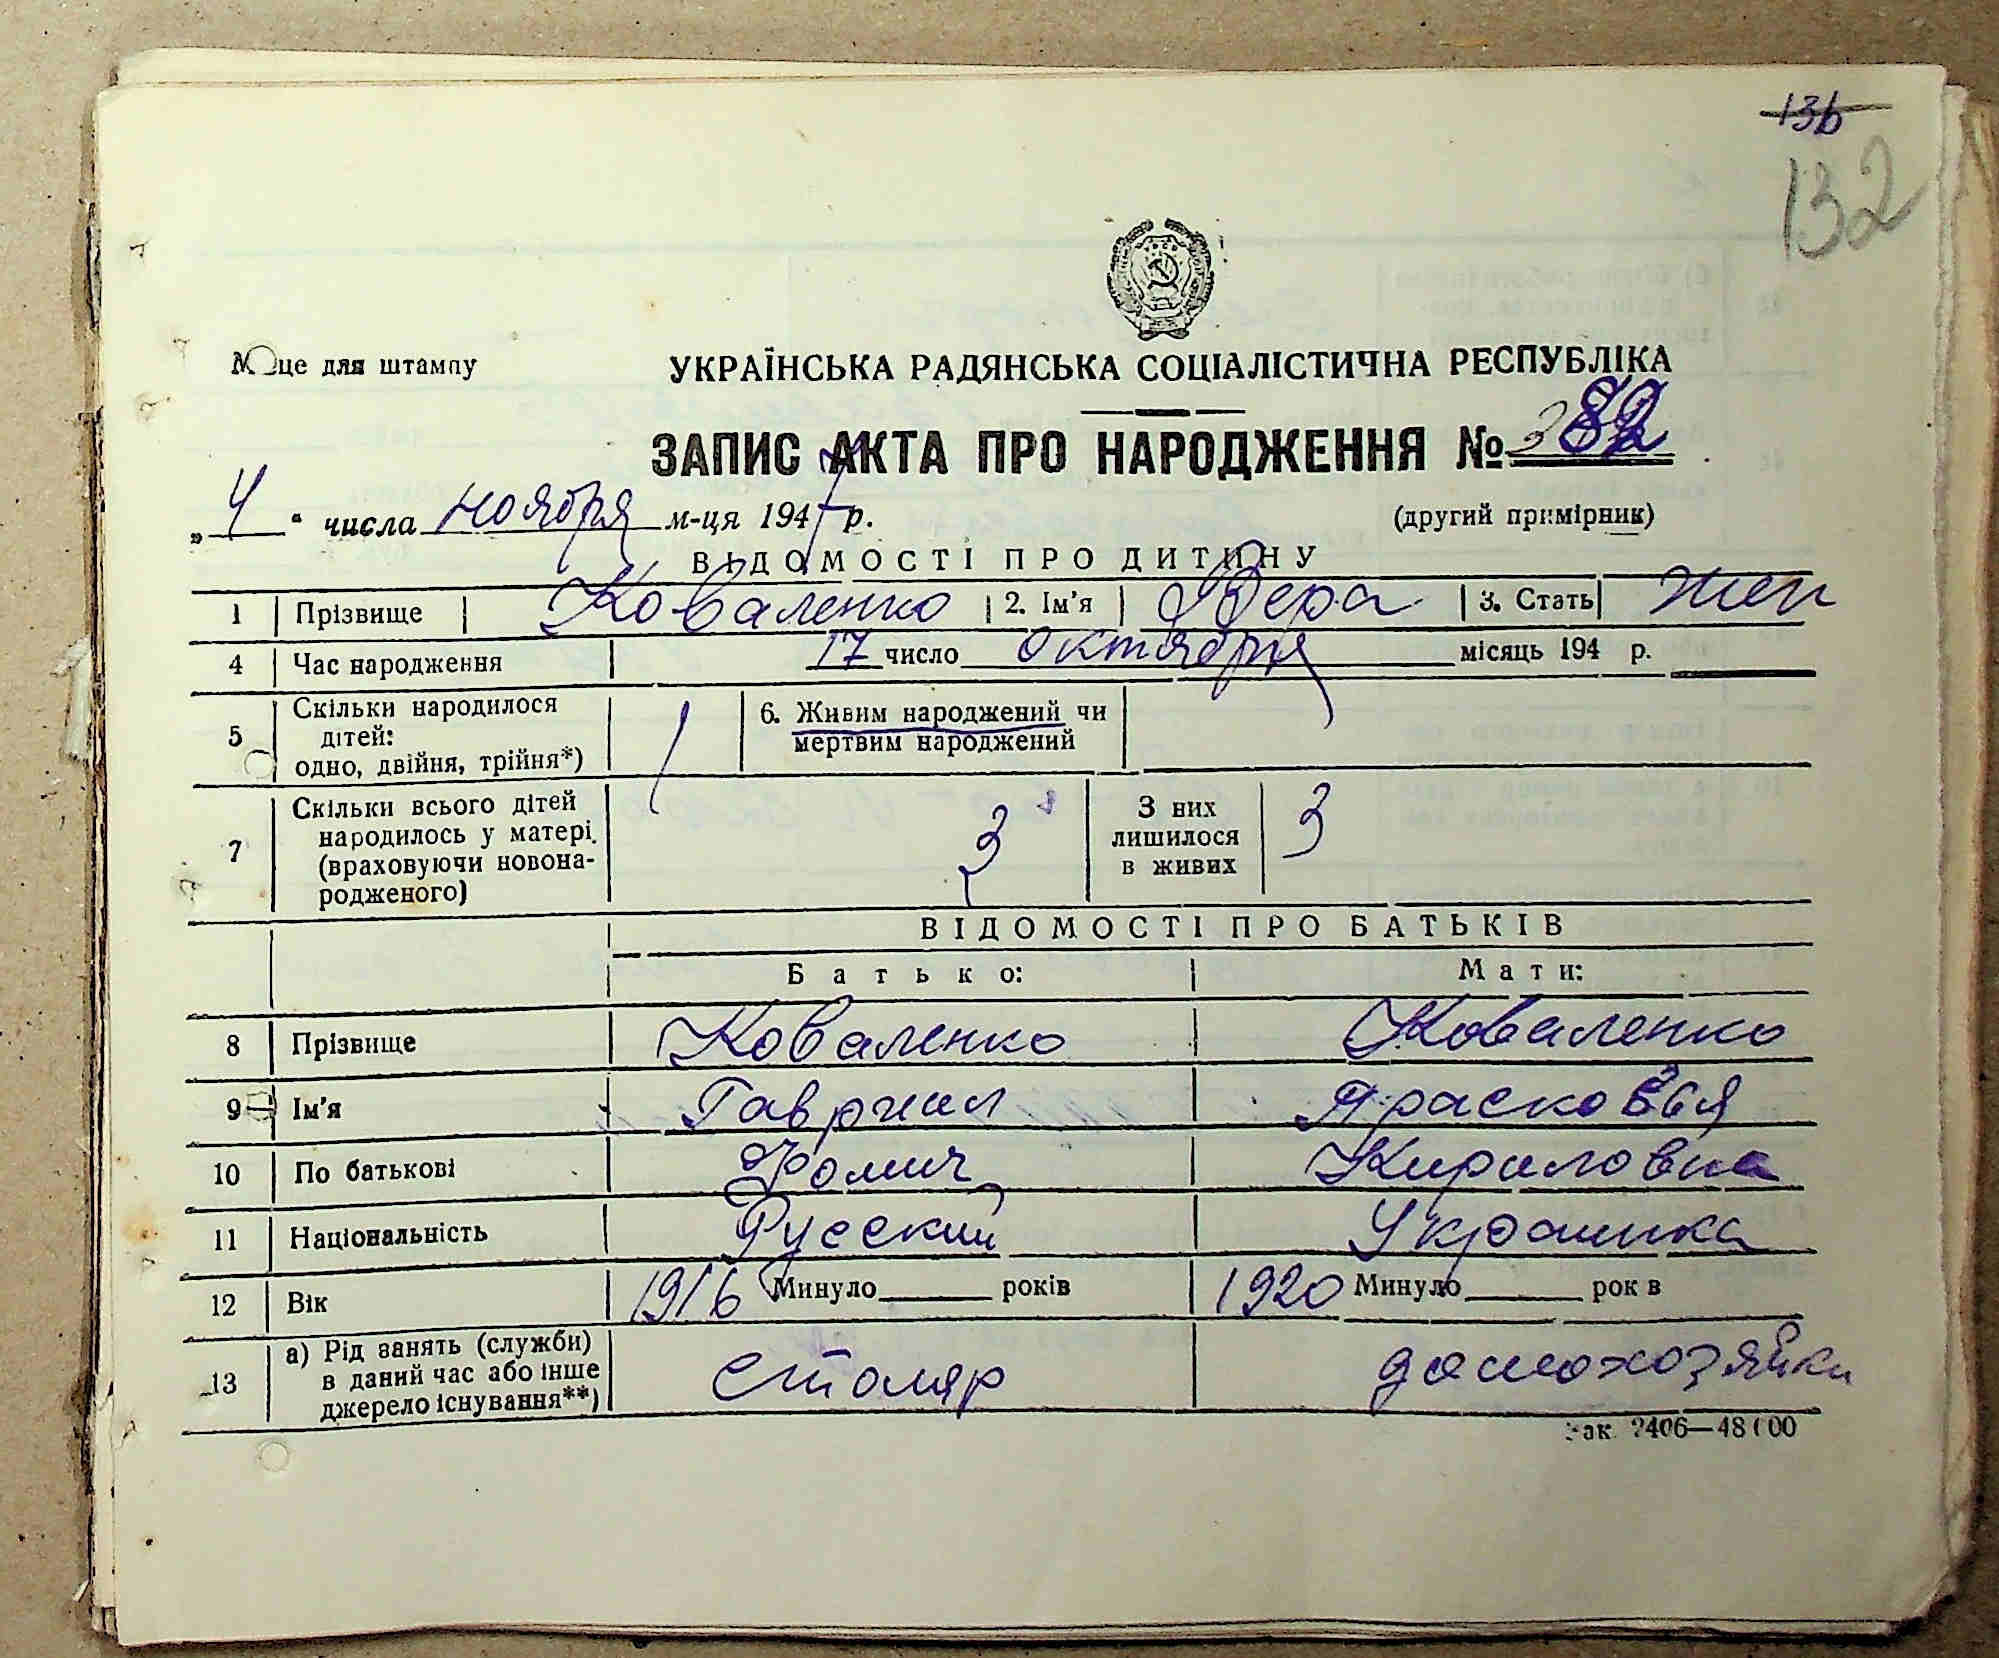 136
132
М це для штампу
УКРАЇНСЬКА РАДЯНСЬКА СОЦІАЛІСТИЧНА РЕСПУБЛІКА
ЗАПИС АКТА ПРО НАРОДЖЕННЯ № 382
„ 4 “ числа ноября м-ця 1947 р. (другий примірник)
ВІДОМОСТІ ПРО ДИТИНУ
1 Прізвище Коваленко 2. Ім'я Вера 3. Стать жен
4 Час народження 17 число октября місяць 194 р.
5 Скільки народилося дітей: одно, двійня, трійня*) 1 6. Живим народжений чи мертвим народжений
7 Скільки всього дітей народилось у матері. (враховуючи новонародженого) 3 З них лишилося в живих 3
ВІДОМОСТІ ПРО БАТЬКІВ
Батько: Мати:
8 Прізвище Коваленко Коваленко
9 Ім'я Гавриил Прасковья
10 По батькові Фомич Кириловна
11 Національність Русский Украинка
12 Вік 1916 Минуло років 1920 Минуло рок в
13 а) Рід занять (служби) в даний час або інше джерело існування**) столяр домохозяйки
Зак. 2406—48000